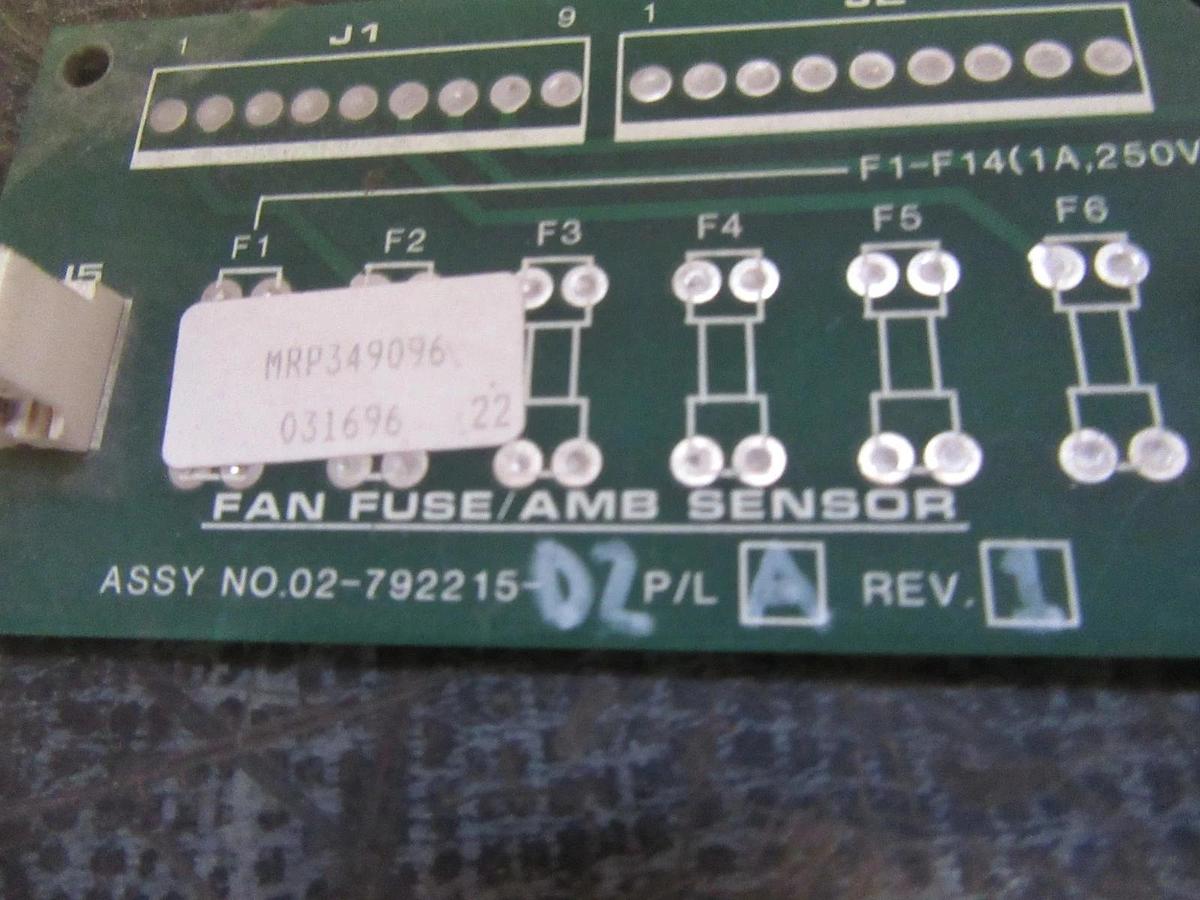 J1
1 9
1
F1-F14(1A,250V
F1 F2 F3 F4 F5 F6
J5
MRP349096
031696 22
FAN FUSE/AMB SENSOR
ASSY NO.02-792215-02 P/L A REV. 1